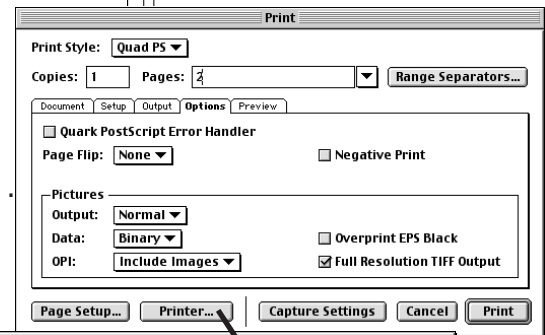 Print
Print Style: Quad PS
Copies: 1 Pages: 2 Range Separators...
Document Setup Output Options Preview
Quark PostScript Error Handler
Page Flip: None Negative Print
Pictures
Output: Normal
Data: Binary Overprint EPS Black
OPI: Include Images Full Resolution TIFF Output
Page Setup... Printer... Capture Settings Cancel Print